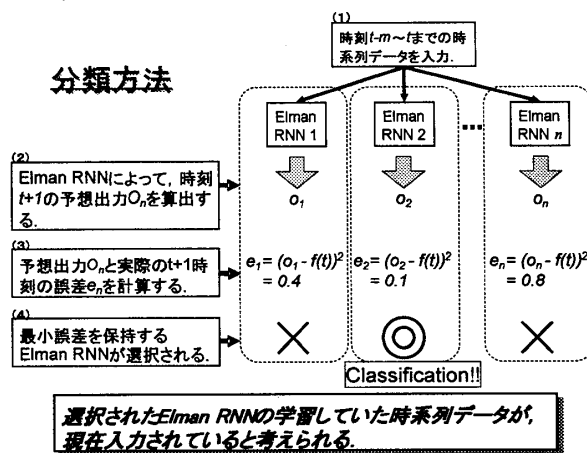 (1)
時刻t-m～tまでの時
系列データを入力.
分類方法
Elman
RNN 1
Elman
RNN 2
Elman
RNN n
(2)
Elman RNNによって, 時刻
t+1の予想出力Onを算出す
る.
o1
o2
on
(3)
予想出力Onと実際のt+1時
刻の誤差enを計算する.
e1 = (o1 - f(t))2
= 0.4
e2 = (o2 - f(t))2
= 0.1
en = (on - f(t))2
= 0.8
(4)
最小誤差を保持する
Elman RNNが選択される.
Classification!!
選択されたElman RNNの学習していた時系列データが,
現在入力されていると考えられる.